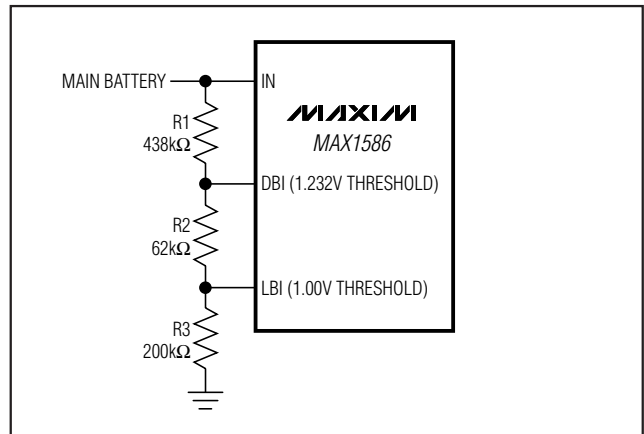 MAIN BATTERY
IN
MAXIM
MAX1586
R1
438kΩ
DBI (1.232V THRESHOLD)
R2
62kΩ
LBI (1.00V THRESHOLD)
R3
200kΩ